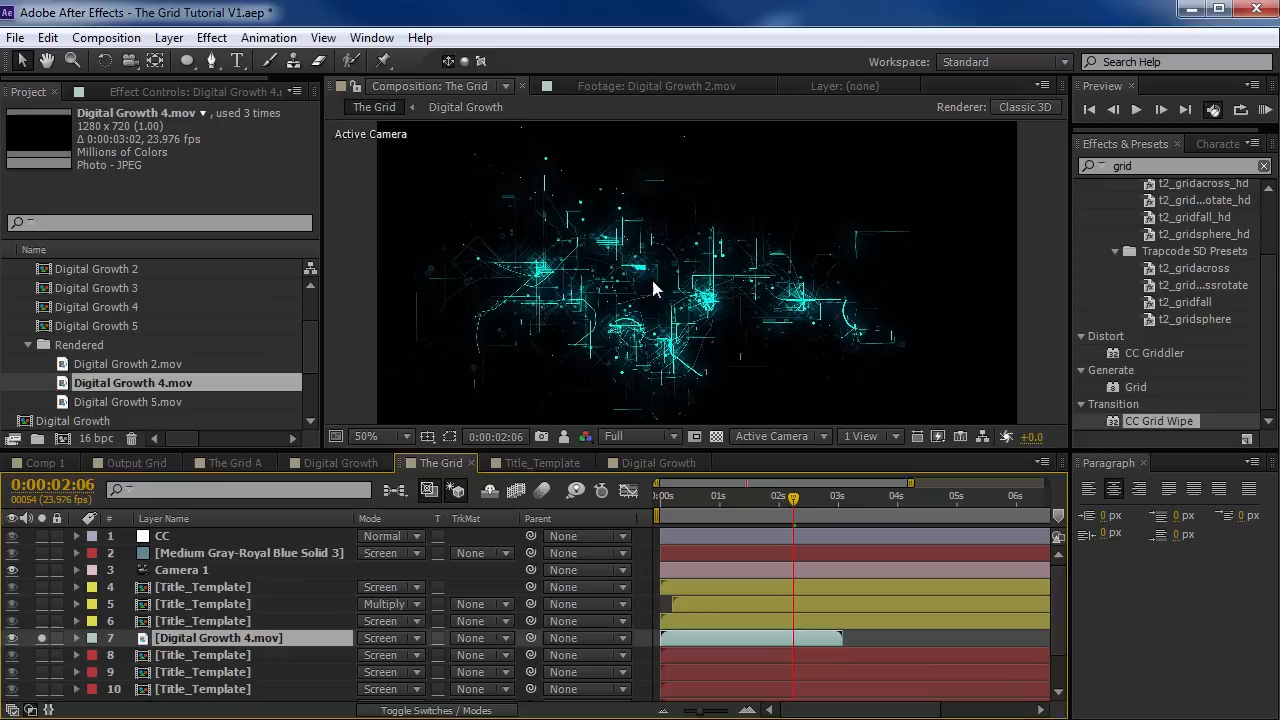 Ae Adobe After Effects - The Grid Tutorial V1.aep *
File Edit Composition Layer Effect Animation View Window Help
Workspace: Standard Search Help
Project Effect Controls: Digital Growth 4.
Digital Growth 4.mov ▼, used 3 times
1280 x 720 (1.00)
Δ 0:00:03:02, 23.976 fps
Millions of Colors
Photo - JPEG
Name
Digital Growth 2
Digital Growth 3
Digital Growth 4
Digital Growth 5
Rendered
Digital Growth 2.mov
Digital Growth 4.mov
Digital Growth 5.mov
Digital Growth
16 bpc
Composition: The Grid Footage: Digital Growth 2.mov Layer: (none)
The Grid Digital Growth Renderer: Classic 3D
Active Camera
50% 0:00:02:06 Full Active Camera 1 View +0.0
Preview
Effects & Presets Characte
grid
t2_gridacross_hd
t2_grid...otate_hd
t2_gridfall_hd
t2_gridsphere_hd
Trapcode SD Presets
t2_gridacross
t2_grid...ssrotate
t2_gridfall
t2_gridsphere
Distort
CC Griddler
Generate
8 Grid
Transition
32 CC Grid Wipe
Comp 1 Output Grid The Grid A Digital Growth The Grid Title_Template Digital Growth
0:00:02:06
00054 (23.976 fps)
:00s 01s 02s 03s 04s 05s 06s
# Layer Name Mode T TrkMat Parent
1 CC Normal None
2 [Medium Gray-Royal Blue Solid 3] Screen None None
3 Camera 1 None
4 [Title_Template] Screen None None
5 [Title_Template] Multiply None None
6 [Title_Template] Screen None None
7 [Digital Growth 4.mov] Screen None None
8 [Title_Template] Screen None None
9 [Title_Template] Screen None None
10 [Title_Template] Screen None None
Toggle Switches / Modes
Paragraph
0 px 0 px 0 px
0 px 0 px